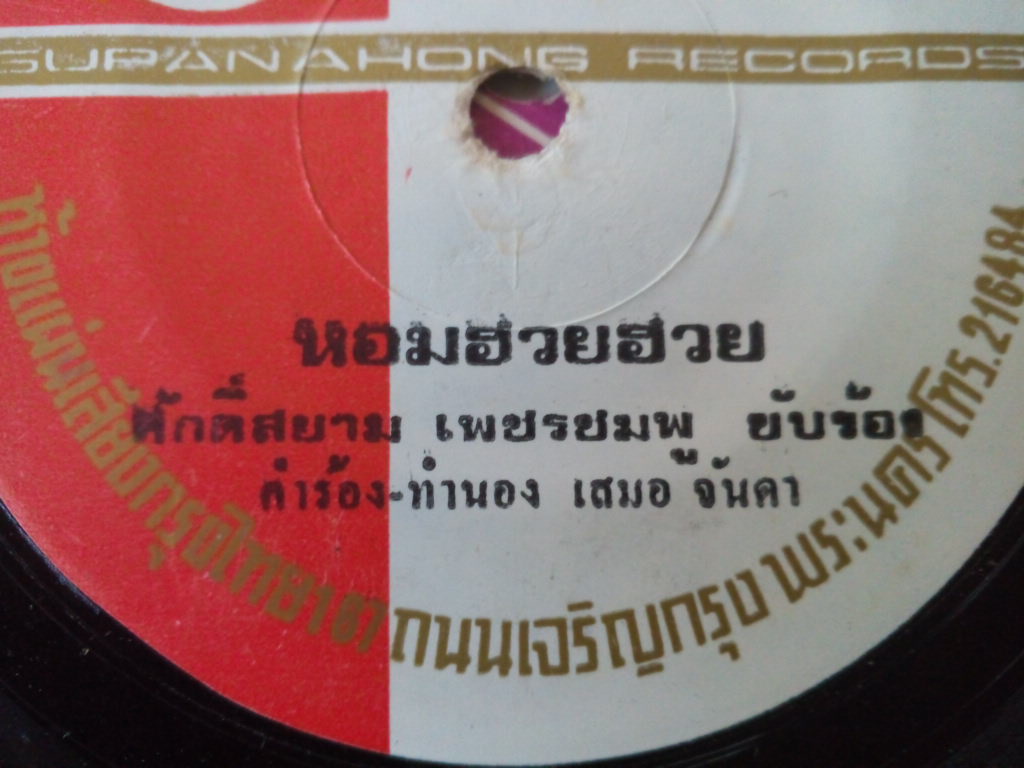 SUPANAHONG RECORDS
หอมฮวยฮวย
ศักดิ์สยาม เพชรชมพู ขับร้อง
คำร้อง-ทำนอง เสมอ จันดา
ห้างแผ่นเสียงกรุงไทย ถนนเจริญกรุง พระนคร โทร.216484